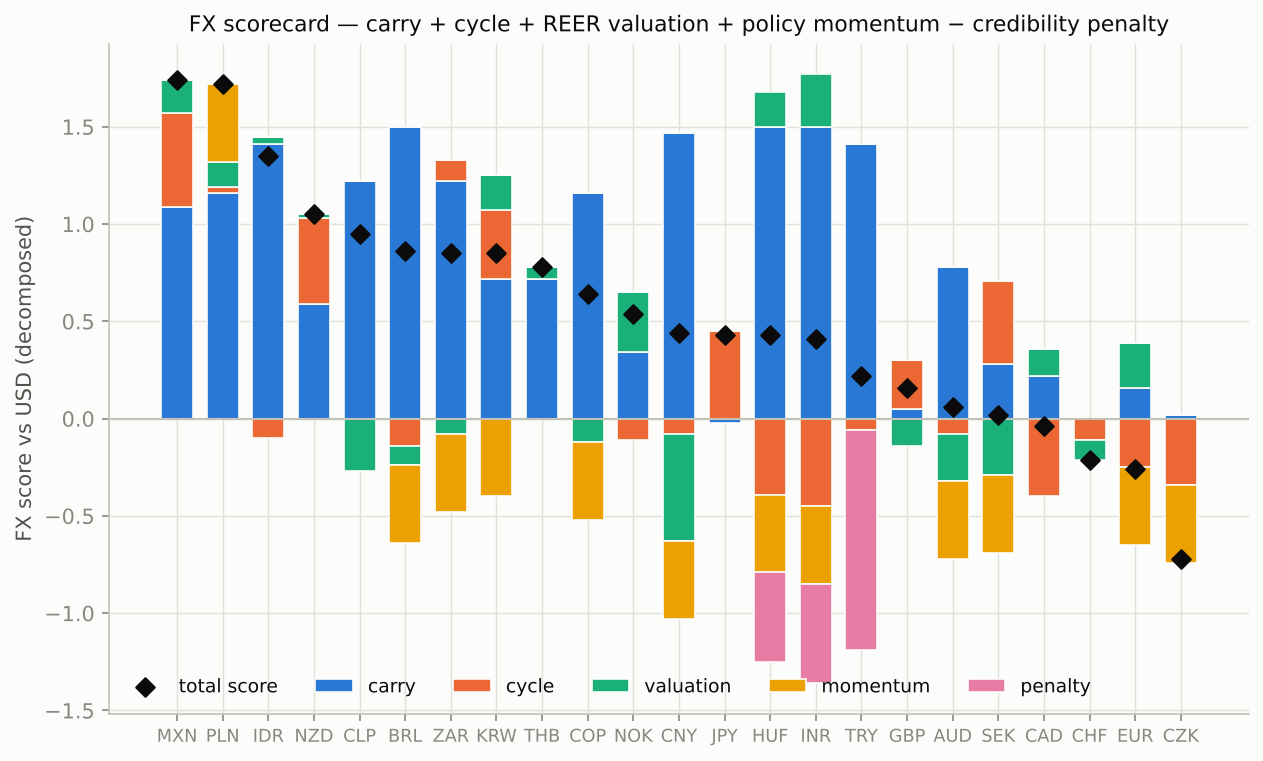 FX scorecard — carry + cycle + REER valuation + policy momentum − credibility penalty
FX score vs USD (decomposed)
1.5
1.0
0.5
0.0
−0.5
−1.0
−1.5
total score carry cycle valuation momentum penalty
MXN PLN IDR NZD CLP BRL ZAR KRW THB COP NOK CNY JPY HUF INR TRY GBP AUD SEK CAD CHF EUR CZK